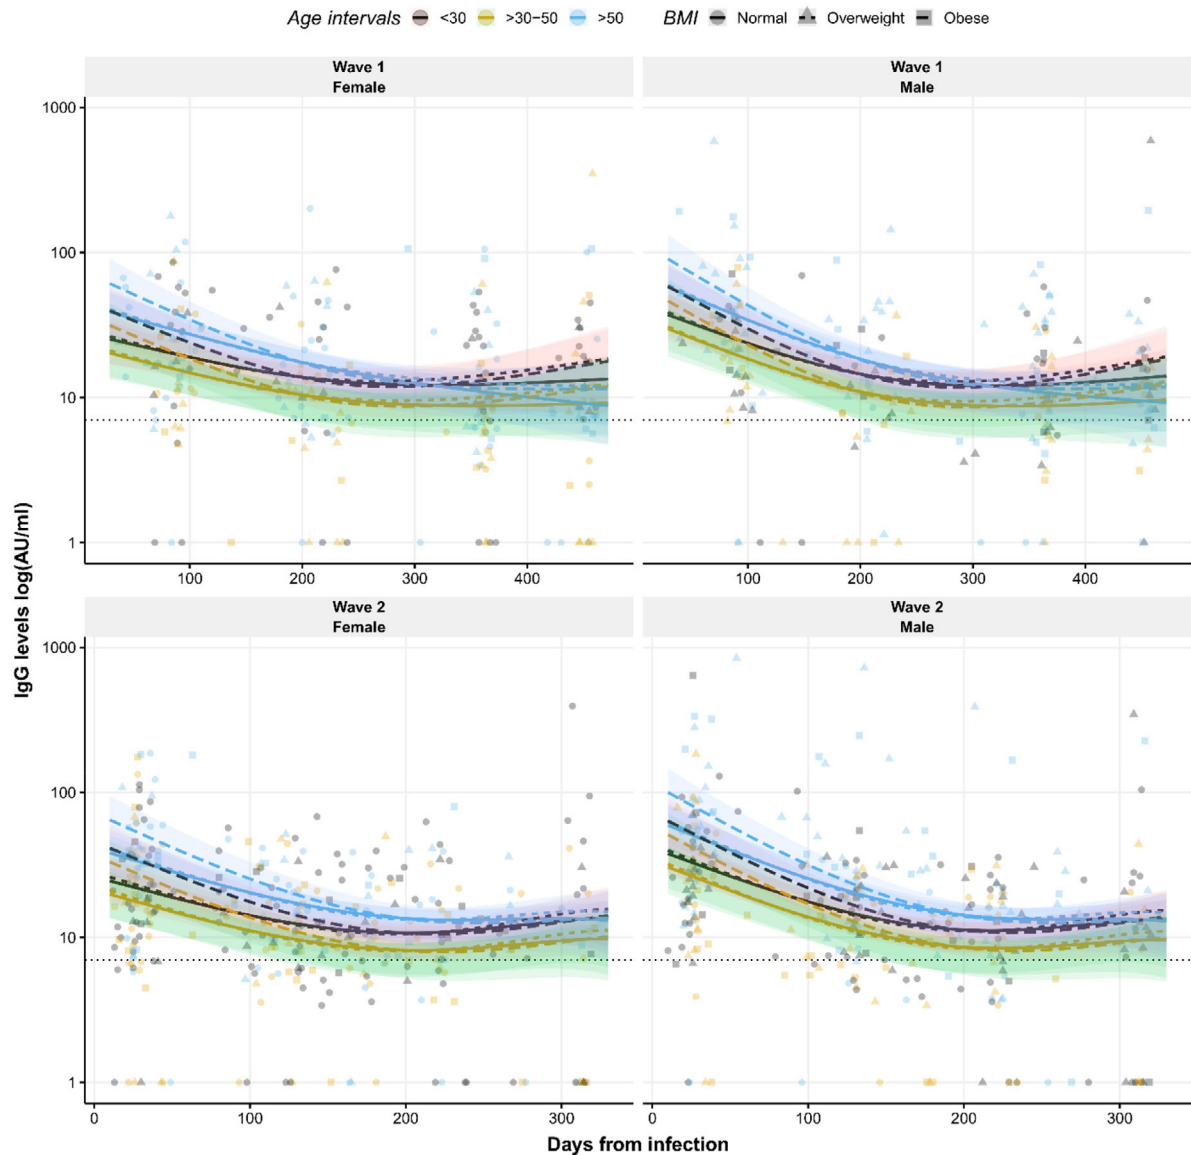 Age intervals <30 >30−50 >50 BMI Normal Overweight Obese
Wave 1
Female
Wave 1
Male
1000
100
10
1
100 200 300 400
100 200 300 400
Wave 2
Female
Wave 2
Male
1000
100
10
1
0 100 200 300
0 100 200 300
IgG levels log(AU/ml)
Days from infection